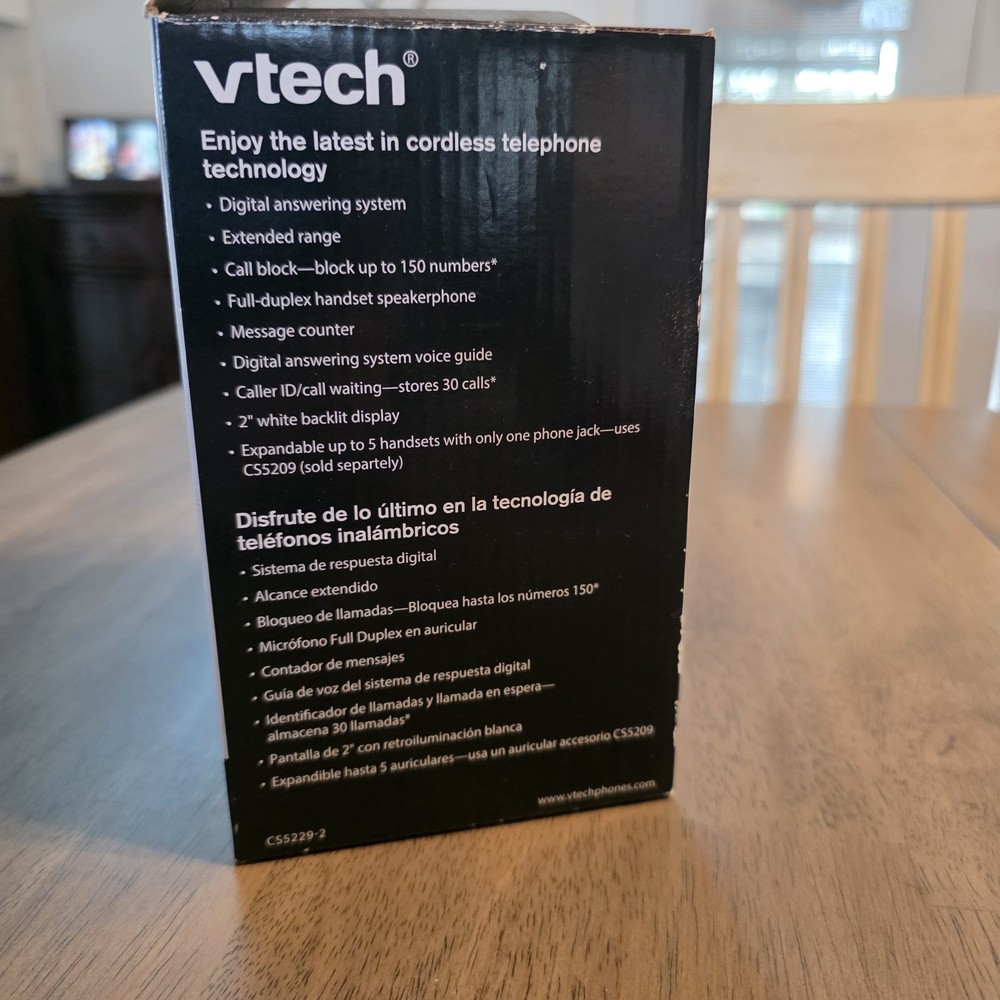 vtech®
Enjoy the latest in cordless telephone
technology
• Digital answering system
• Extended range
• Call block—block up to 150 numbers*
• Full-duplex handset speakerphone
• Message counter
• Digital answering system voice guide
• Caller ID/call waiting—stores 30 calls*
• 2" white backlit display
• Expandable up to 5 handsets with only one phone jack—uses
CS5209 (sold separtely)
Disfrute de lo último en la tecnología de
teléfonos inalámbricos
• Sistema de respuesta digital
• Alcance extendido
• Bloqueo de llamadas—Bloquea hasta los números 150*
• Micrófono Full Duplex en auricular
• Contador de mensajes
• Guía de voz del sistema de respuesta digital
• Identificador de llamadas y llamada en espera—
almacena 30 llamadas*
• Pantalla de 2" con retroiluminación blanca
• Expandible hasta 5 auriculares—usa un auricular accesorio CS5209
www.vtechphones.com
CS5229-2